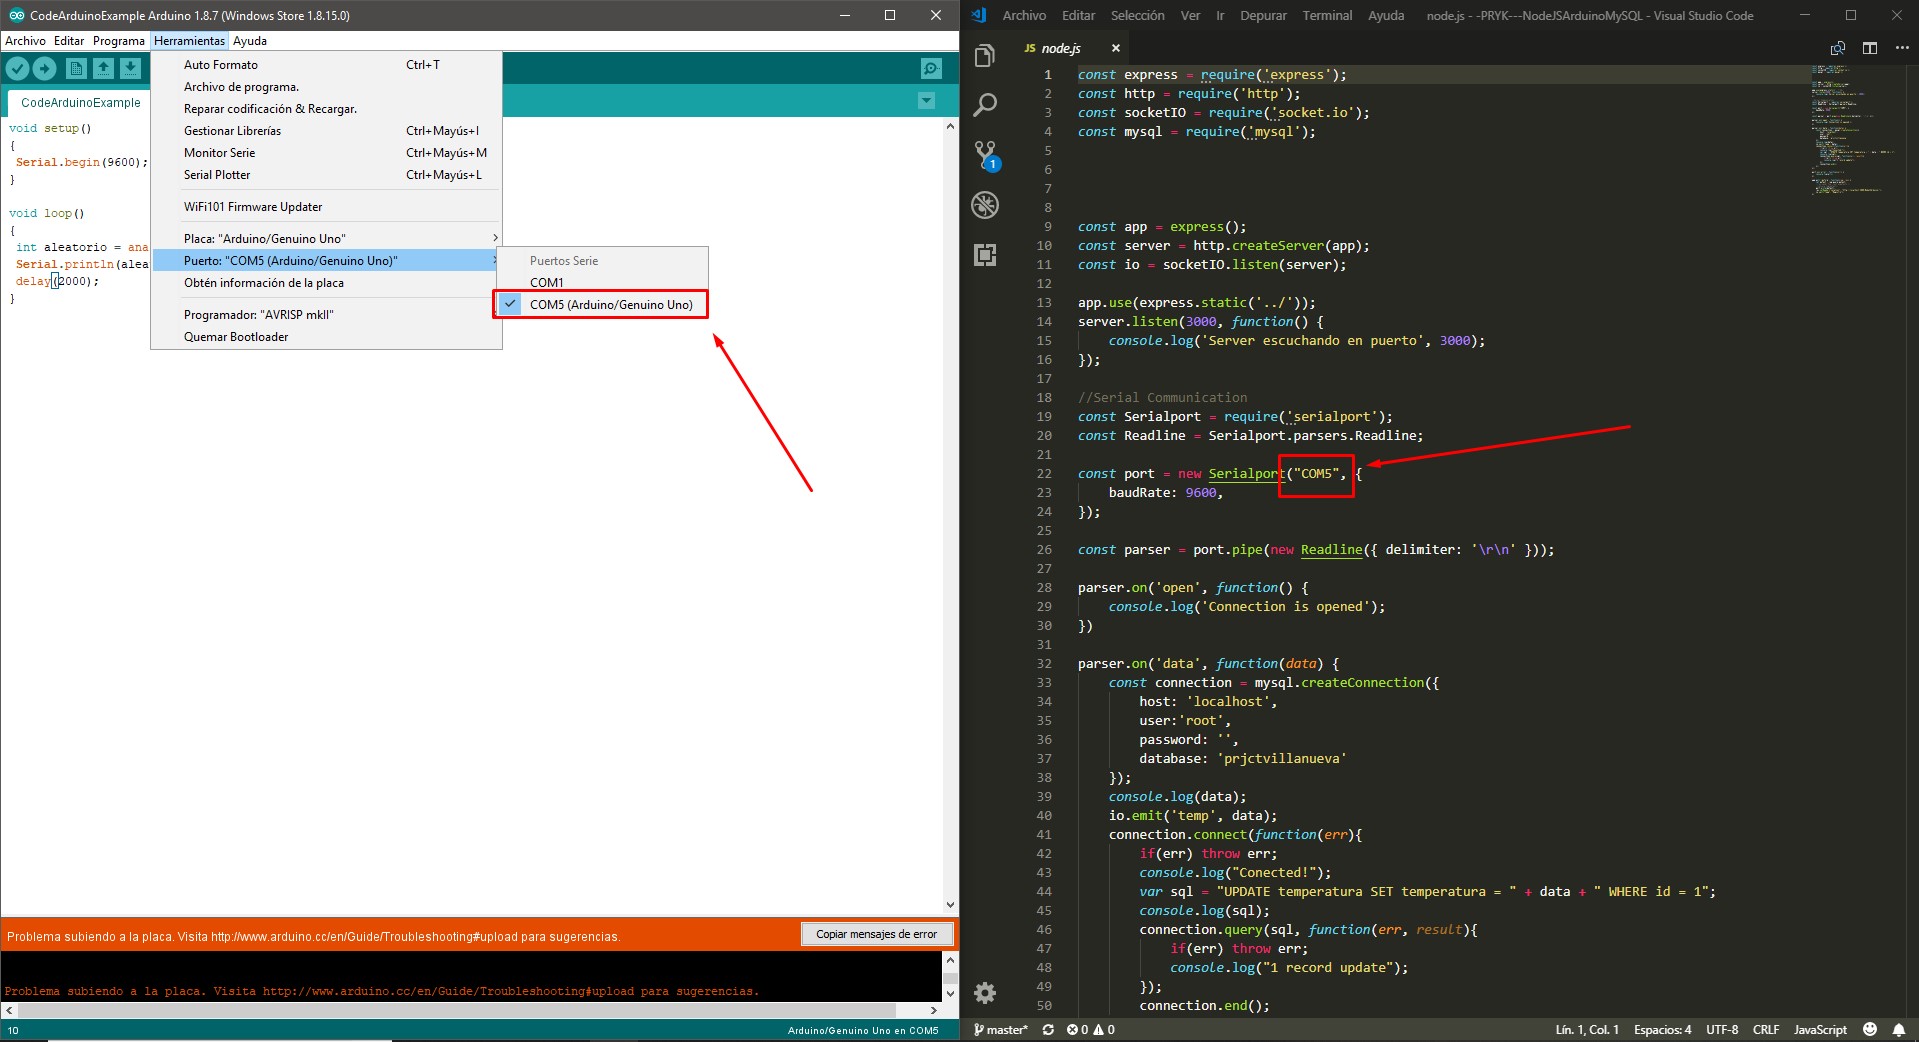 CodeArduinoExample Arduino 1.8.7 (Windows Store 1.8.15.0)
Archivo Editar Programa Herramientas Ayuda
CodeArduinoExample
void setup()
{
Serial.begin(9600);
}
void loop()
{
int aleatorio = ana
Serial.println(alea
delay(2000);
}
Auto Formato Ctrl+T
Archivo de programa.
Reparar codificación & Recargar.
Gestionar Librerías Ctrl+Mayús+I
Monitor Serie Ctrl+Mayús+M
Serial Plotter Ctrl+Mayús+L
WiFi101 Firmware Updater
Placa: "Arduino/Genuino Uno"
Puerto: "COM5 (Arduino/Genuino Uno)"
Obtén información de la placa
Programador: "AVRISP mkII"
Quemar Bootloader
Puertos Serie
COM1
COM5 (Arduino/Genuino Uno)
Problema subiendo a la placa. Visita http://www.arduino.cc/en/Guide/Troubleshooting#upload para sugerencias.
Copiar mensajes de error
Problema subiendo a la placa. Visita http://www.arduino.cc/en/Guide/Troubleshooting#upload para sugerencias.
10 Arduino/Genuino Uno en COM5
Archivo Editar Selección Ver Ir Depurar Terminal Ayuda node.js - -PRYK---NodeJSArduinoMySQL - Visual Studio Code
JS node.js
1
1 const express = require('express');
2 const http = require('http');
3 const socketIO = require('socket.io');
4 const mysql = require('mysql');
5
6
7
8
9 const app = express();
10 const server = http.createServer(app);
11 const io = socketIO.listen(server);
12
13 app.use(express.static('../'));
14 server.listen(3000, function() {
15 console.log('Server escuchando en puerto', 3000);
16 });
17
18 //Serial Communication
19 const Serialport = require('serialport');
20 const Readline = Serialport.parsers.Readline;
21
22 const port = new Serialport("COM5", {
23 baudRate: 9600,
24 });
25
26 const parser = port.pipe(new Readline({ delimiter: '\r\n' }));
27
28 parser.on('open', function() {
29 console.log('Connection is opened');
30 })
31
32 parser.on('data', function(data) {
33 const connection = mysql.createConnection({
34 host: 'localhost',
35 user:'root',
36 password: '',
37 database: 'prjctvillanueva'
38 });
39 console.log(data);
40 io.emit('temp', data);
41 connection.connect(function(err){
42 if(err) throw err;
43 console.log("Conected!");
44 var sql = "UPDATE temperatura SET temperatura = " + data + " WHERE id = 1";
45 console.log(sql);
46 connection.query(sql, function(err, result){
47 if(err) throw err;
48 console.log("1 record update");
49 });
50 connection.end();
master* 0 0 Lín. 1, Col. 1 Espacios: 4 UTF-8 CRLF JavaScript